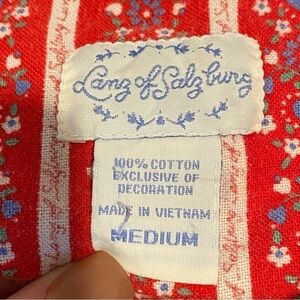 Lanz of Salzburg
100% COTTON
EXCLUSIVE OF
DECORATION
MADE IN VIETNAM
MEDIUM